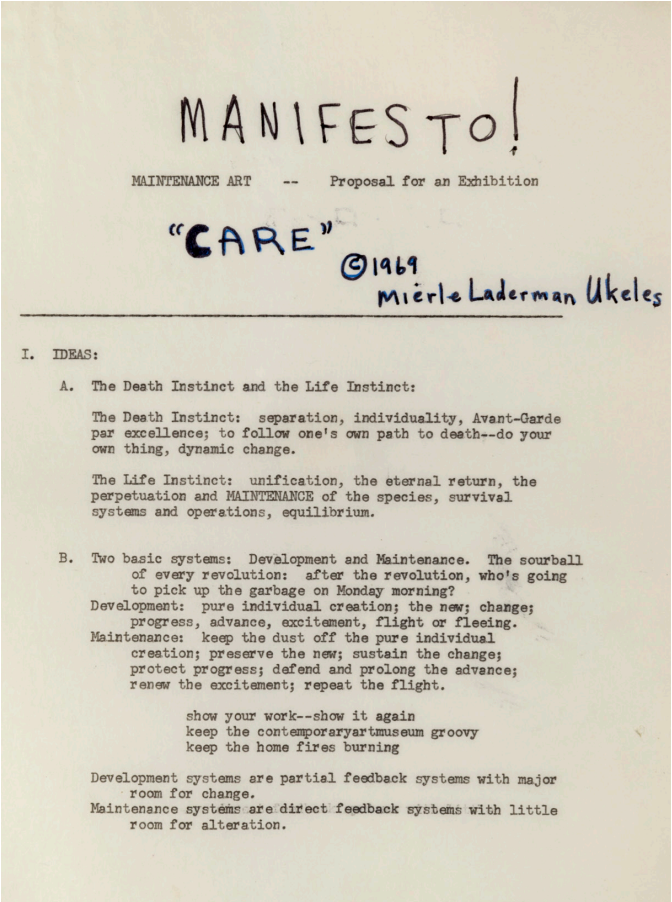 MANIFESTO!
MAINTENANCE ART -- Proposal for an Exhibition
"CARE"
©1969
Mierle Laderman Ukeles
I. IDEAS:
A. The Death Instinct and the Life Instinct:
The Death Instinct: separation, individuality, Avant-Garde
par excellence; to follow one's own path to death--do your
own thing, dynamic change.
The Life Instinct: unification, the eternal return, the
perpetuation and MAINTENANCE of the species, survival
systems and operations, equilibrium.
B. Two basic systems: Development and Maintenance. The sourball
of every revolution: after the revolution, who's going
to pick up the garbage on Monday morning?
Development: pure individual creation; the new; change;
progress, advance, excitement, flight or fleeing.
Maintenance: keep the dust off the pure individual
creation; preserve the new; sustain the change;
protect progress; defend and prolong the advance;
renew the excitement; repeat the flight.
show your work--show it again
keep the contemporaryartmuseum groovy
keep the home fires burning
Development systems are partial feedback systems with major
room for change.
Maintenance systems are direct feedback systems with little
room for alteration.